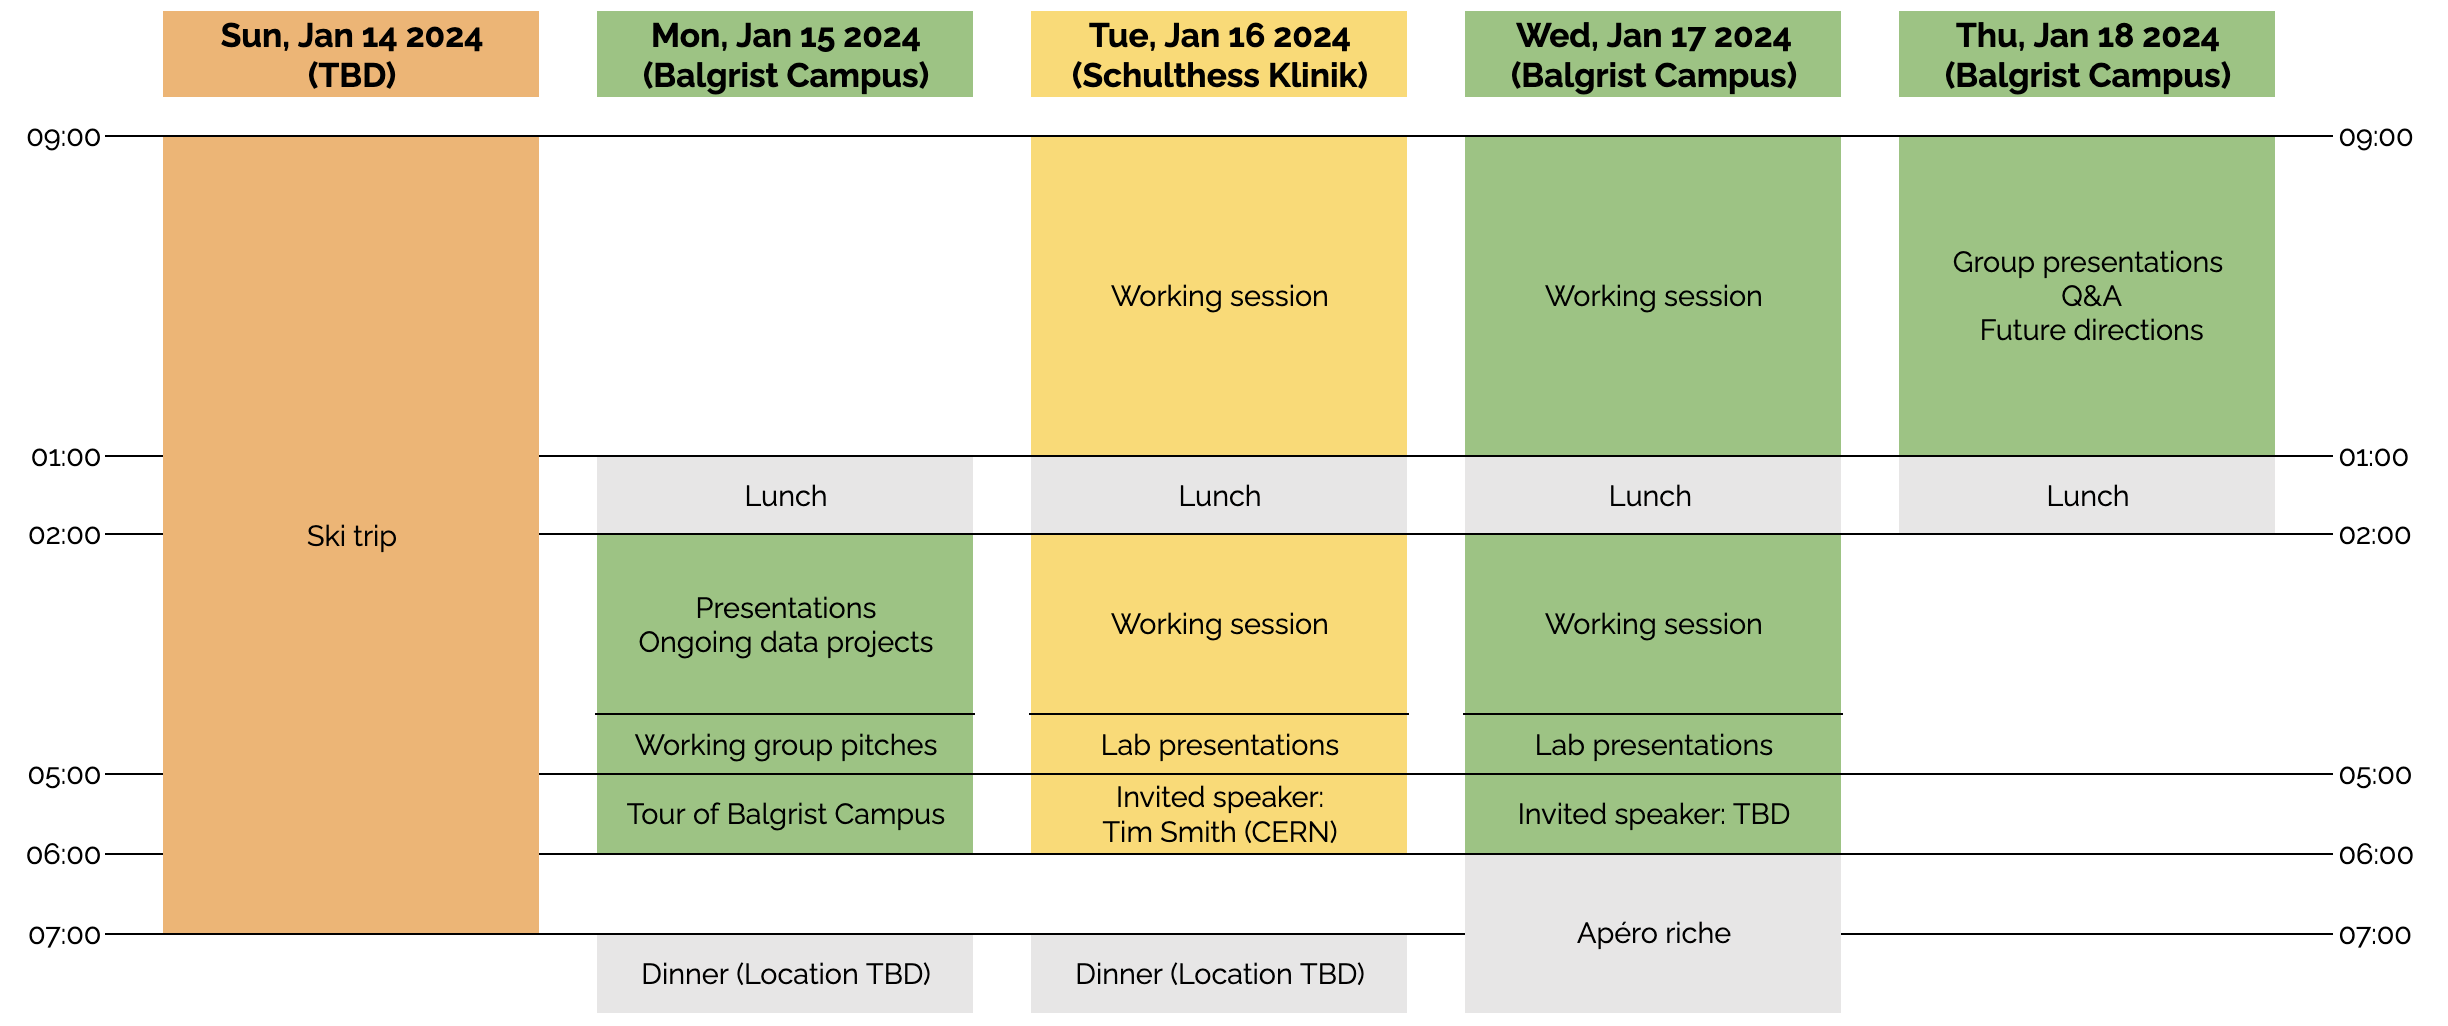 Sun, Jan 14 2024
(TBD)
Mon, Jan 15 2024
(Balgrist Campus)
Tue, Jan 16 2024
(Schulthess Klinik)
Wed, Jan 17 2024
(Balgrist Campus)
Thu, Jan 18 2024
(Balgrist Campus)
09:00
09:00
Working session
Working session
Group presentations
Q&A
Future directions
01:00
01:00
Lunch
Lunch
Lunch
Lunch
02:00
Ski trip
02:00
Presentations
Ongoing data projects
Working session
Working session
Working group pitches
Lab presentations
Lab presentations
05:00
05:00
Tour of Balgrist Campus
Invited speaker:
Tim Smith (CERN)
Invited speaker: TBD
06:00
06:00
07:00
Apéro riche
07:00
Dinner (Location TBD)
Dinner (Location TBD)